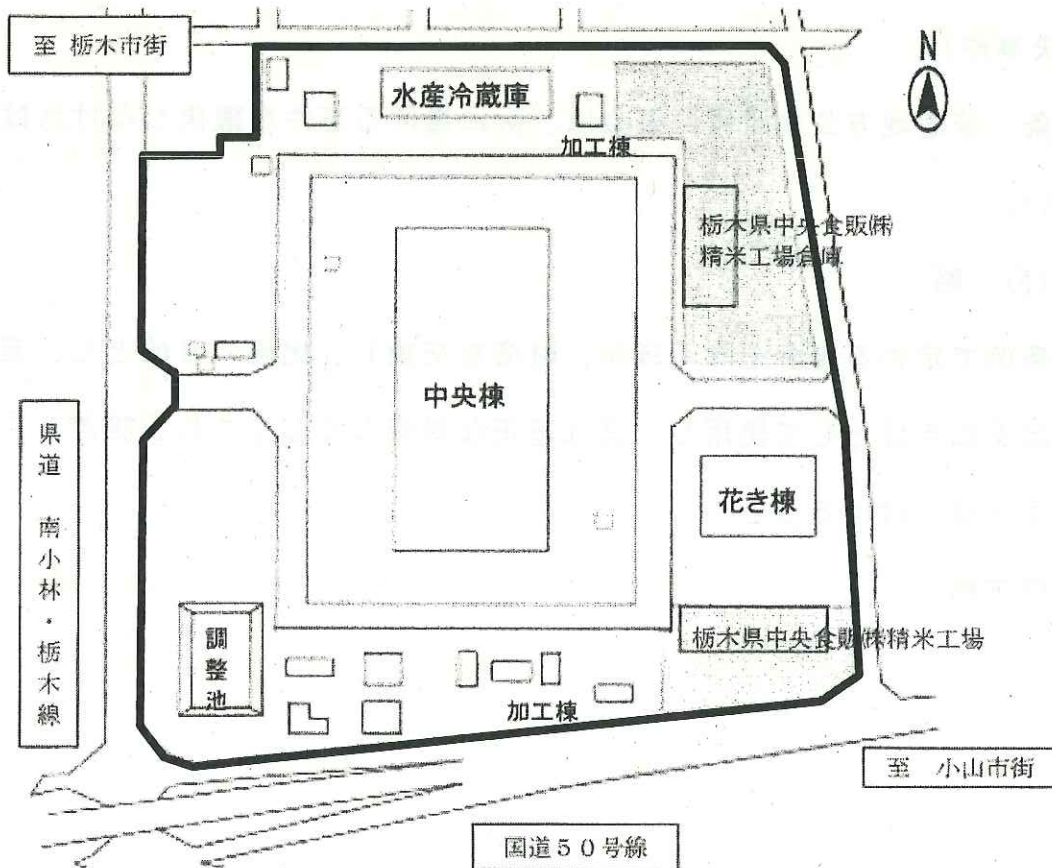 至 栃木市街
N
水産冷蔵庫
加工棟
栃木県中央食販㈱
精米工場倉庫
中央棟
県道 南小林・栃木線
花き棟
栃木県中央食販㈱精米工場
調整池
加工棟
至 小山市街
国道50号線